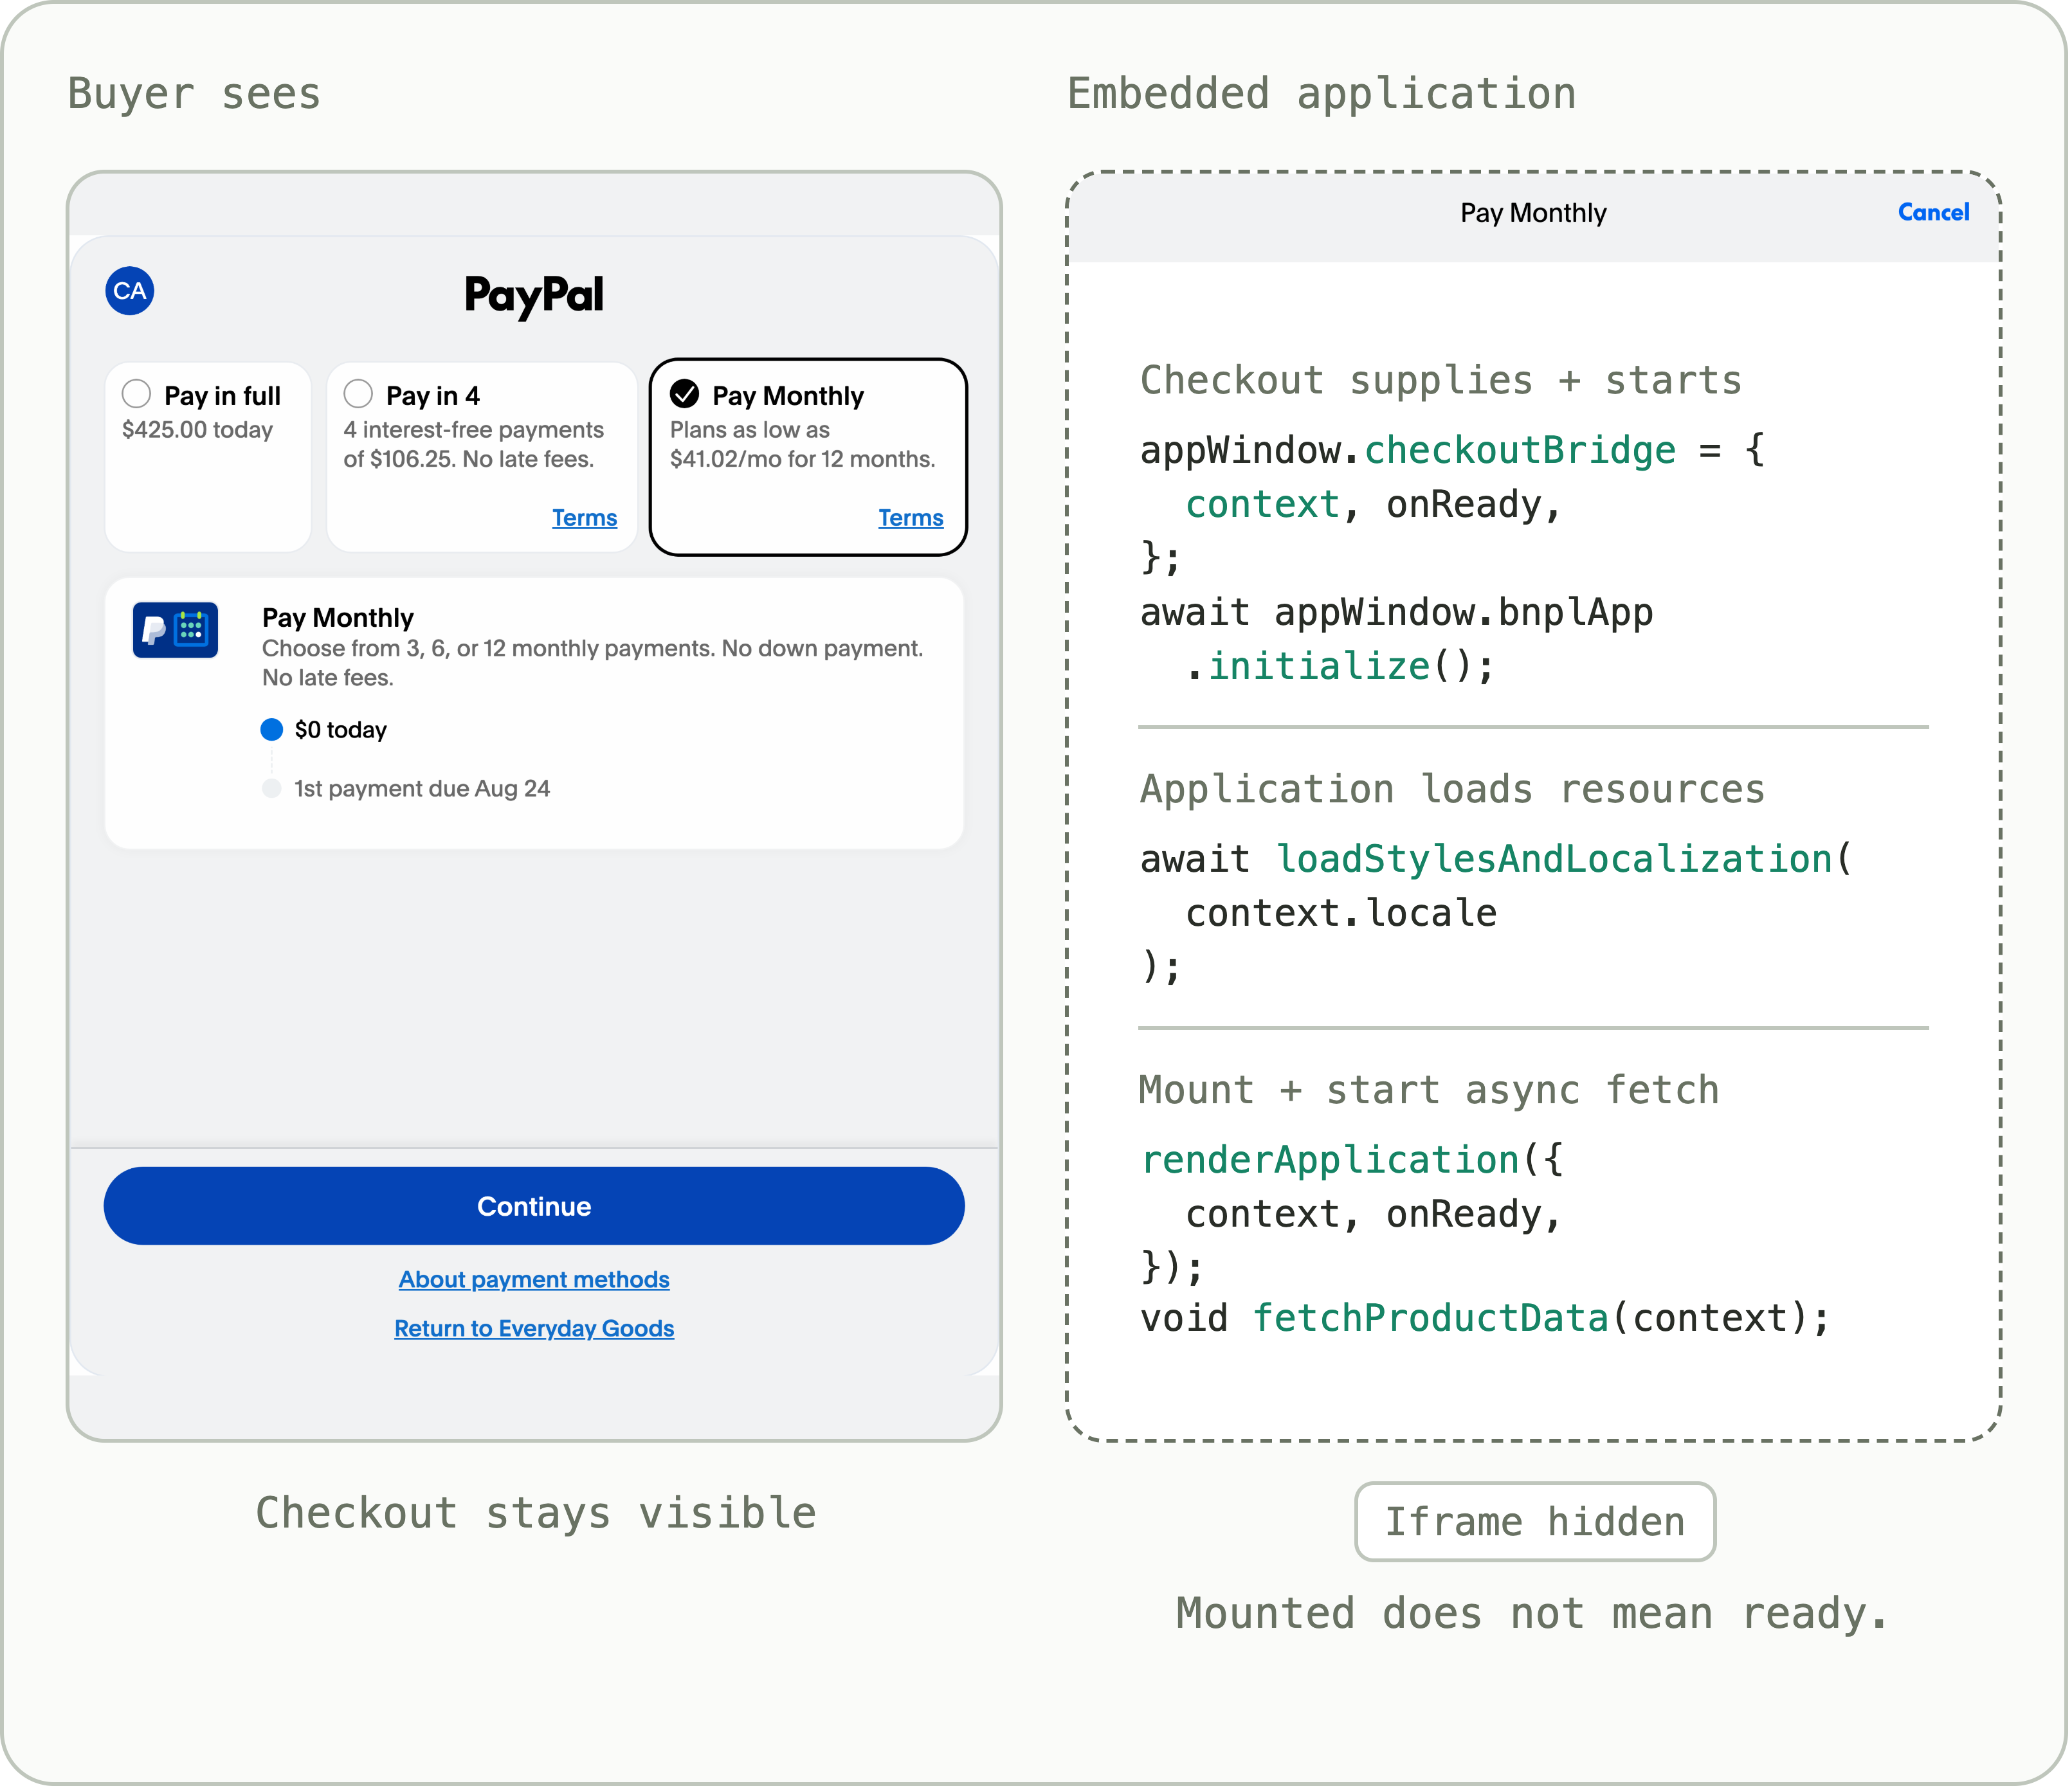 Buyer sees
CA
PayPal
Pay in full
$425.00 today
Pay in 4
4 interest-free payments
of $106.25. No late fees.
Terms
Pay Monthly
Plans as low as
$41.02/mo for 12 months.
Terms
Pay Monthly
Choose from 3, 6, or 12 monthly payments. No down payment.
No late fees.
$0 today
1st payment due Aug 24
Continue
About payment methods
Return to Everyday Goods
Checkout stays visible
Embedded application
Pay Monthly
Cancel
Checkout supplies + starts
appWindow.checkoutBridge = {
  context, onReady,
};
await appWindow.bnplApp
  .initialize();
Application loads resources
await loadStylesAndLocalization(
  context.locale
);
Mount + start async fetch
renderApplication({
  context, onReady,
});
void fetchProductData(context);
Iframe hidden
Mounted does not mean ready.